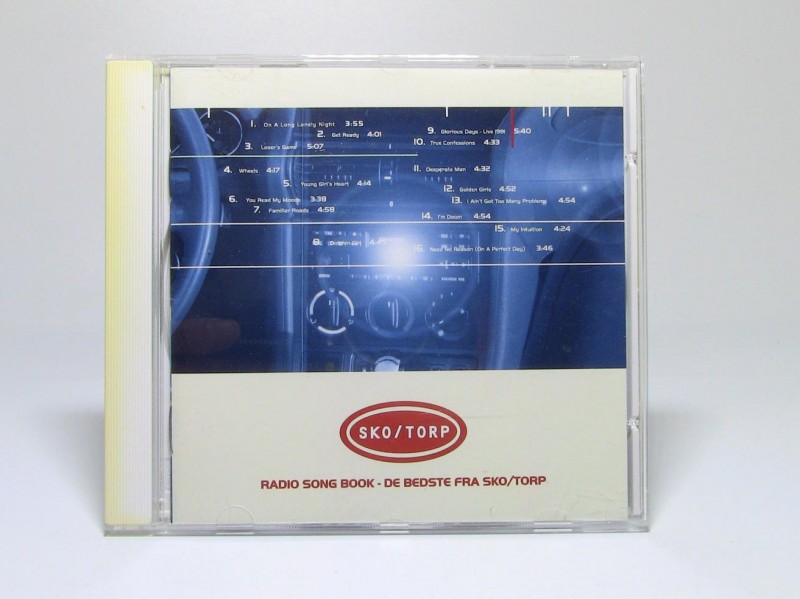 1. On A Long Lonely Night 3:55
2. Get Ready 4:01
3. Loser's Game 5:07
4. Wheels 4:17
5. Young Girl's Heart 4:14
6. You Read My Moods 3:38
7. Familiar Roads 4:58
8.
9. Glorious Days - Live 1991 5:40
10. True Confessions 4:33
11. Desperate Man 4:32
12. Golden Girls 4:52
13. I Ain't Got Too Many Problems 4:54
14. I'm Down 4:54
15. My Intuition 4:24
16. Need No Reason (On A Perfect Day) 3:46
SKO/TORP
RADIO SONG BOOK - DE BEDSTE FRA SKO/TORP